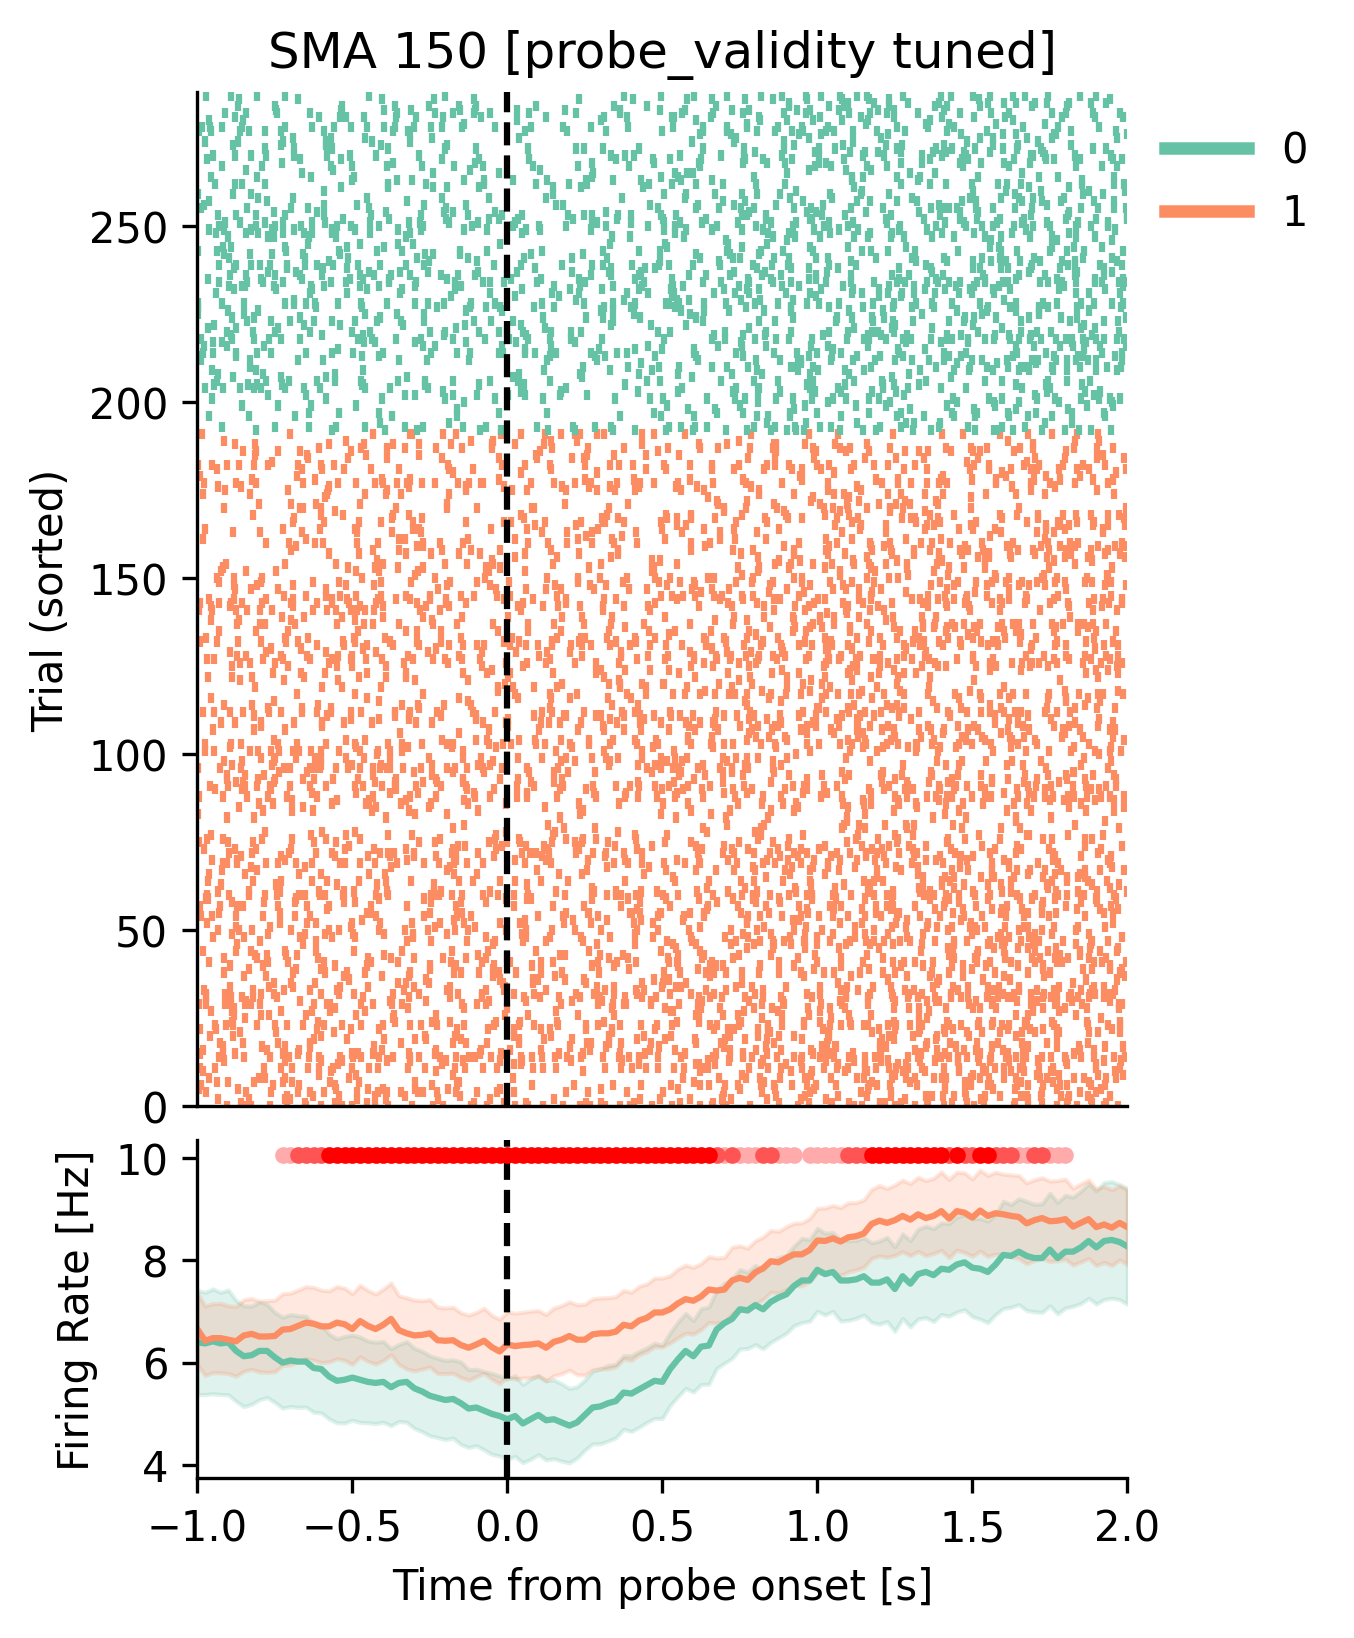 SMA 150 [probe_validity tuned]
0
1
Trial (sorted)
250
200
150
100
50
0
Firing Rate [Hz]
10
8
6
4
−1.0 −0.5 0.0 0.5 1.0 1.5 2.0
Time from probe onset [s]